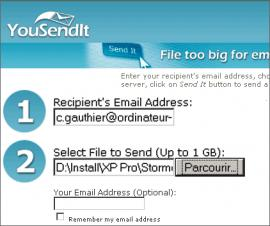 YouSendIt
Send It
File too big for em
Enter your recipient's email address, cho
server, click on Send It button to send a
1 Recipient's Email Address:
c.gauthier@ordinateur-
2 Select File to Send (Up to 1 GB):
D:\Install\XP Pro\Storm
Parcourir...
Your Email Address (Optional):
Remember my email address